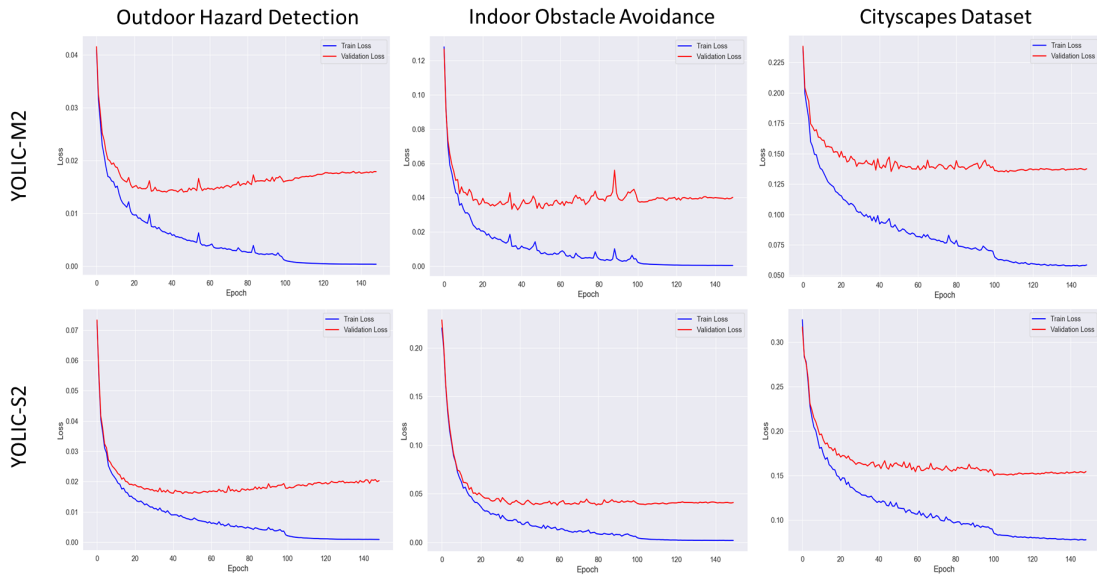 Outdoor Hazard Detection
Indoor Obstacle Avoidance
Cityscapes Dataset
YOLIC-M2
Loss
0.04
0.03
0.02
0.01
0.00
0 20 40 60 80 100 120 140
Epoch
Train Loss
Validation Loss
Loss
0.12
0.10
0.08
0.06
0.04
0.02
0.00
0 20 40 60 80 100 120 140
Epoch
Train Loss
Validation Loss
Loss
0.225
0.200
0.175
0.150
0.125
0.100
0.075
0.050
0 20 40 60 80 100 120 140
Epoch
Train Loss
Validation Loss
YOLIC-S2
Loss
0.07
0.06
0.05
0.04
0.03
0.02
0.01
0.00
0 20 40 60 80 100 120 140
Epoch
Train Loss
Validation Loss
Loss
0.20
0.15
0.10
0.05
0.00
0 20 40 60 80 100 120 140
Epoch
Train Loss
Validation Loss
Loss
0.30
0.25
0.20
0.15
0.10
0 20 40 60 80 100 120 140
Epoch
Train Loss
Validation Loss